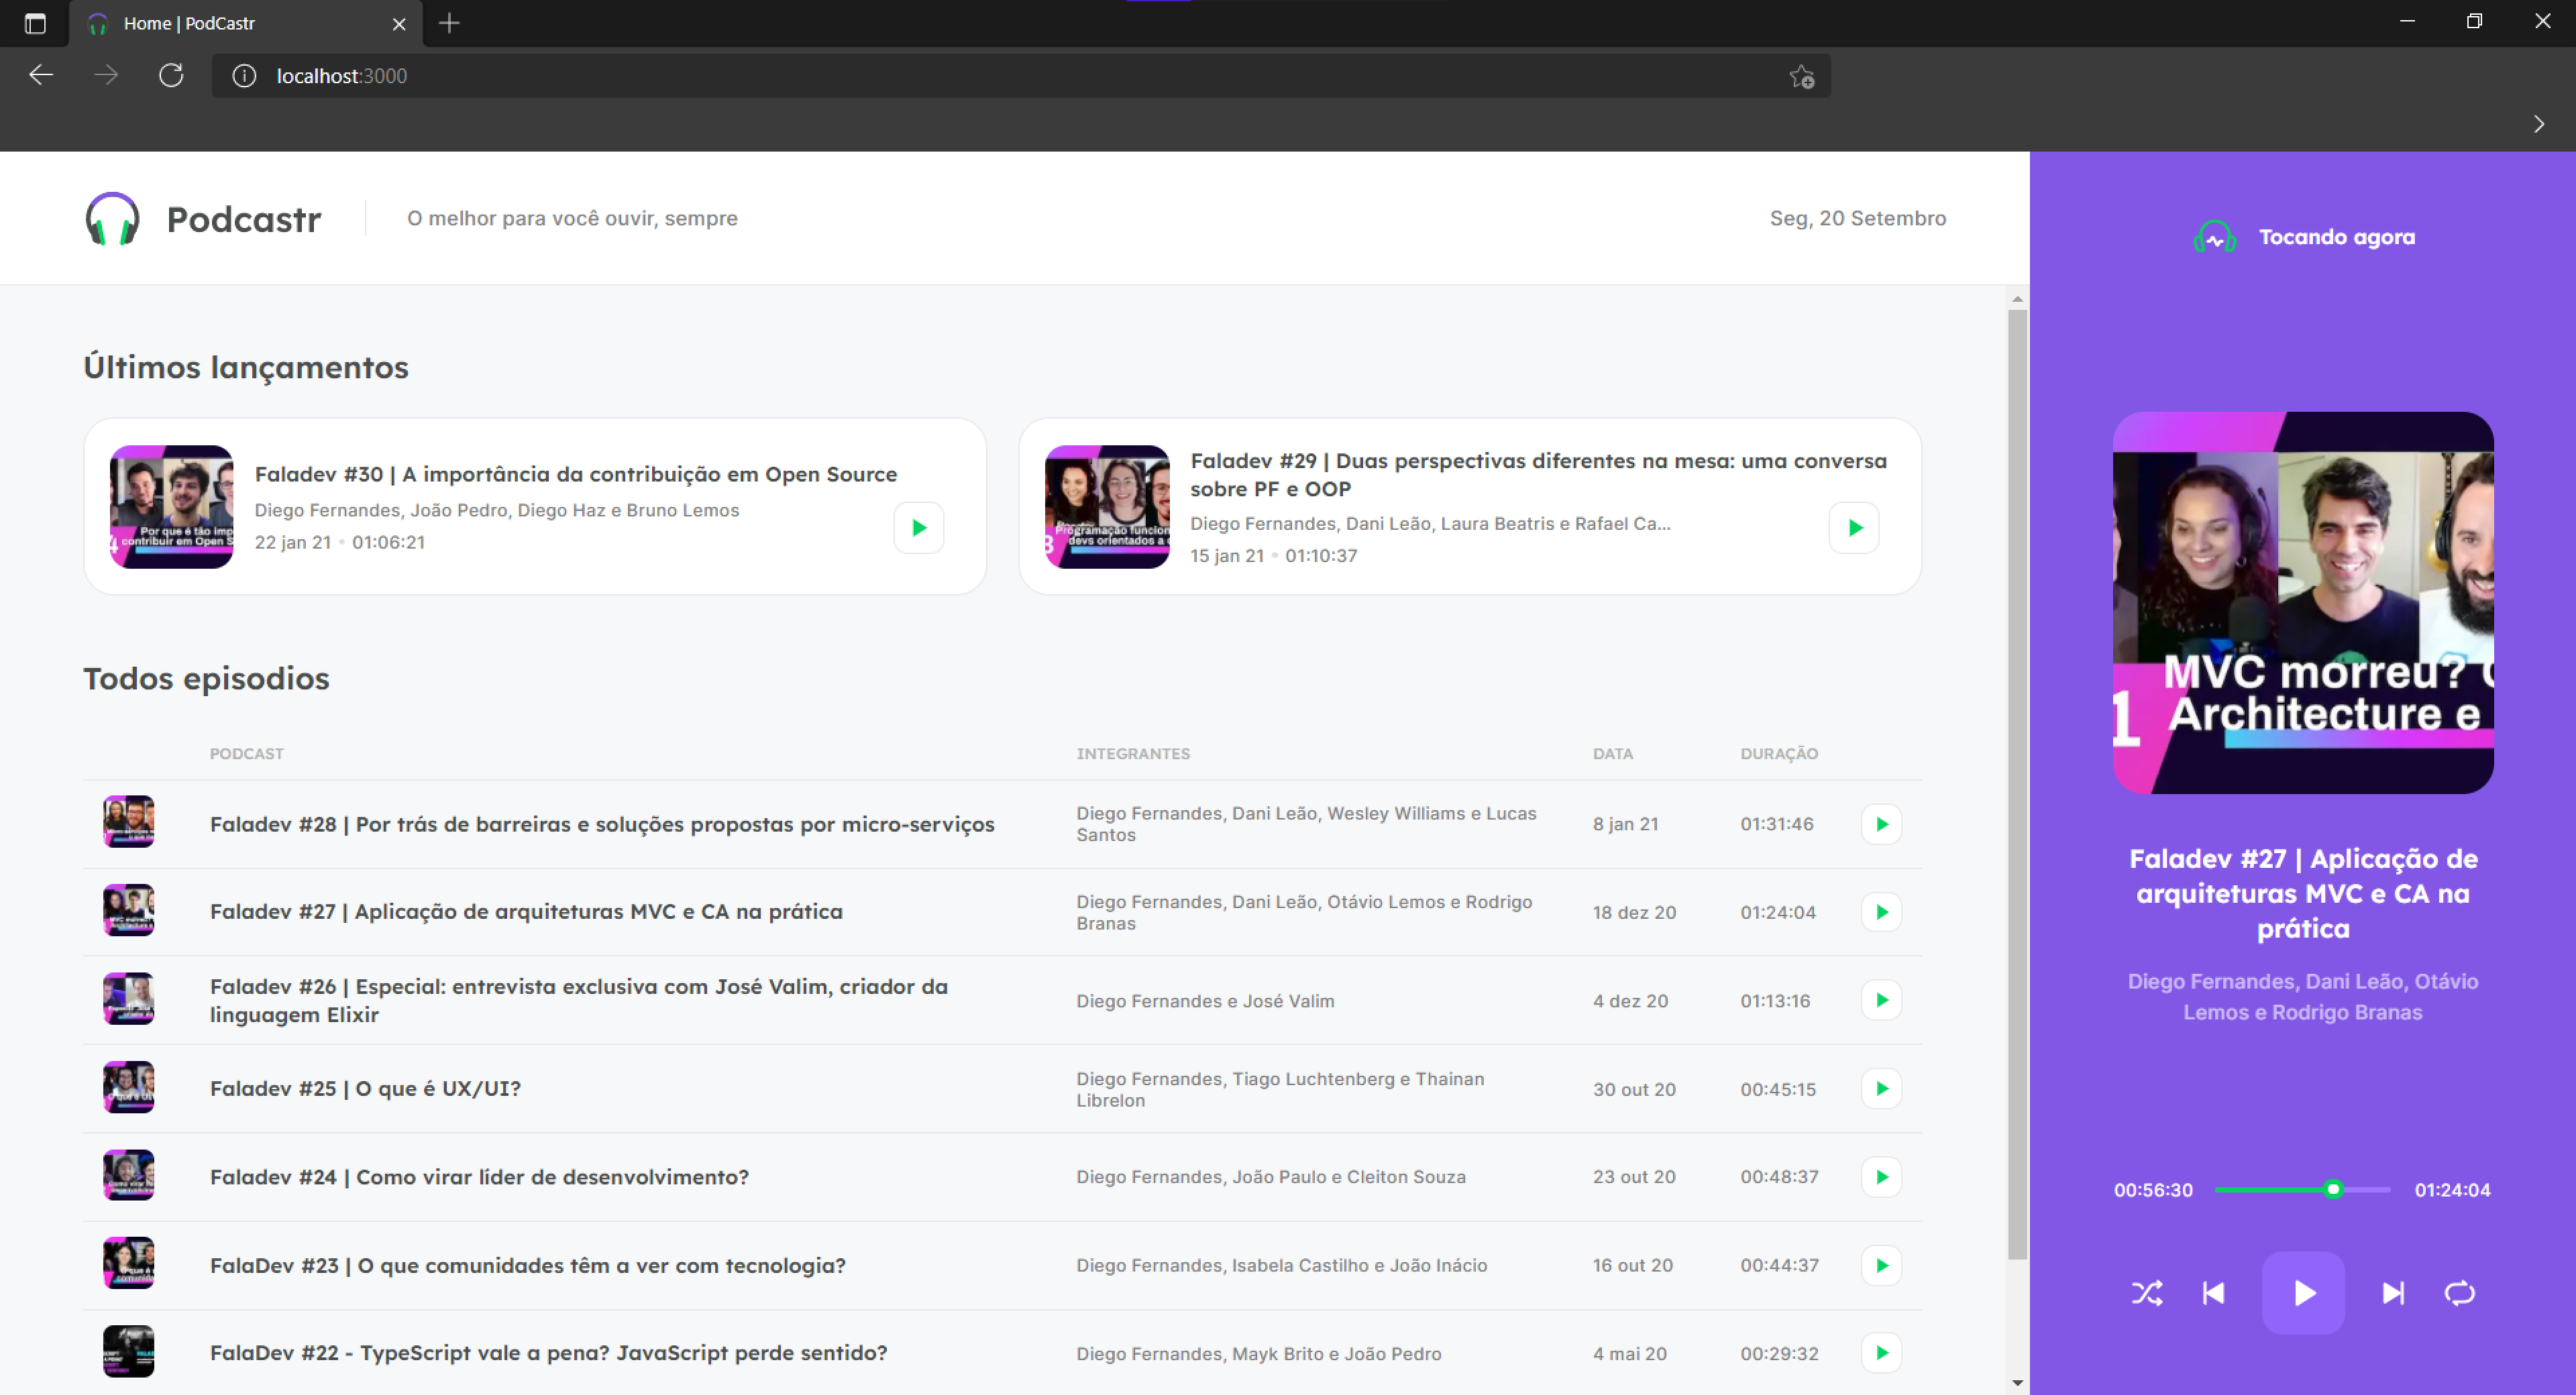 Home | PodCastr
localhost:3000
Podcastr
O melhor para você ouvir, sempre
Seg, 20 Setembro
Tocando agora
Últimos lançamentos
Por que é tão imp
contribuir em Open S
Faladev #30 | A importância da contribuição em Open Source
Diego Fernandes, João Pedro, Diego Haz e Bruno Lemos
22 jan 21 • 01:06:21
Programação funcion
devs orientados a
Faladev #29 | Duas perspectivas diferentes na mesa: uma conversa
sobre PF e OOP
Diego Fernandes, Dani Leão, Laura Beatris e Rafael Ca...
15 jan 21 • 01:10:37
Todos episodios
PODCAST INTEGRANTES DATA DURAÇÃO
Faladev #28 | Por trás de barreiras e soluções propostas por micro-serviços
Diego Fernandes, Dani Leão, Wesley Williams e Lucas
Santos
8 jan 21
01:31:46
Faladev #27 | Aplicação de arquiteturas MVC e CA na prática
Diego Fernandes, Dani Leão, Otávio Lemos e Rodrigo
Branas
18 dez 20
01:24:04
Faladev #26 | Especial: entrevista exclusiva com José Valim, criador da
linguagem Elixir
Diego Fernandes e José Valim
4 dez 20
01:13:16
Faladev #25 | O que é UX/UI?
Diego Fernandes, Tiago Luchtenberg e Thainan
Librelon
30 out 20
00:45:15
Faladev #24 | Como virar líder de desenvolvimento?
Diego Fernandes, João Paulo e Cleiton Souza
23 out 20
00:48:37
FalaDev #23 | O que comunidades têm a ver com tecnologia?
Diego Fernandes, Isabela Castilho e João Inácio
16 out 20
00:44:37
FalaDev #22 - TypeScript vale a pena? JavaScript perde sentido?
Diego Fernandes, Mayk Brito e João Pedro
4 mai 20
00:29:32
MVC morreu?
1 Architecture e
Faladev #27 | Aplicação de
arquiteturas MVC e CA na
prática
Diego Fernandes, Dani Leão, Otávio
Lemos e Rodrigo Branas
00:56:30
01:24:04